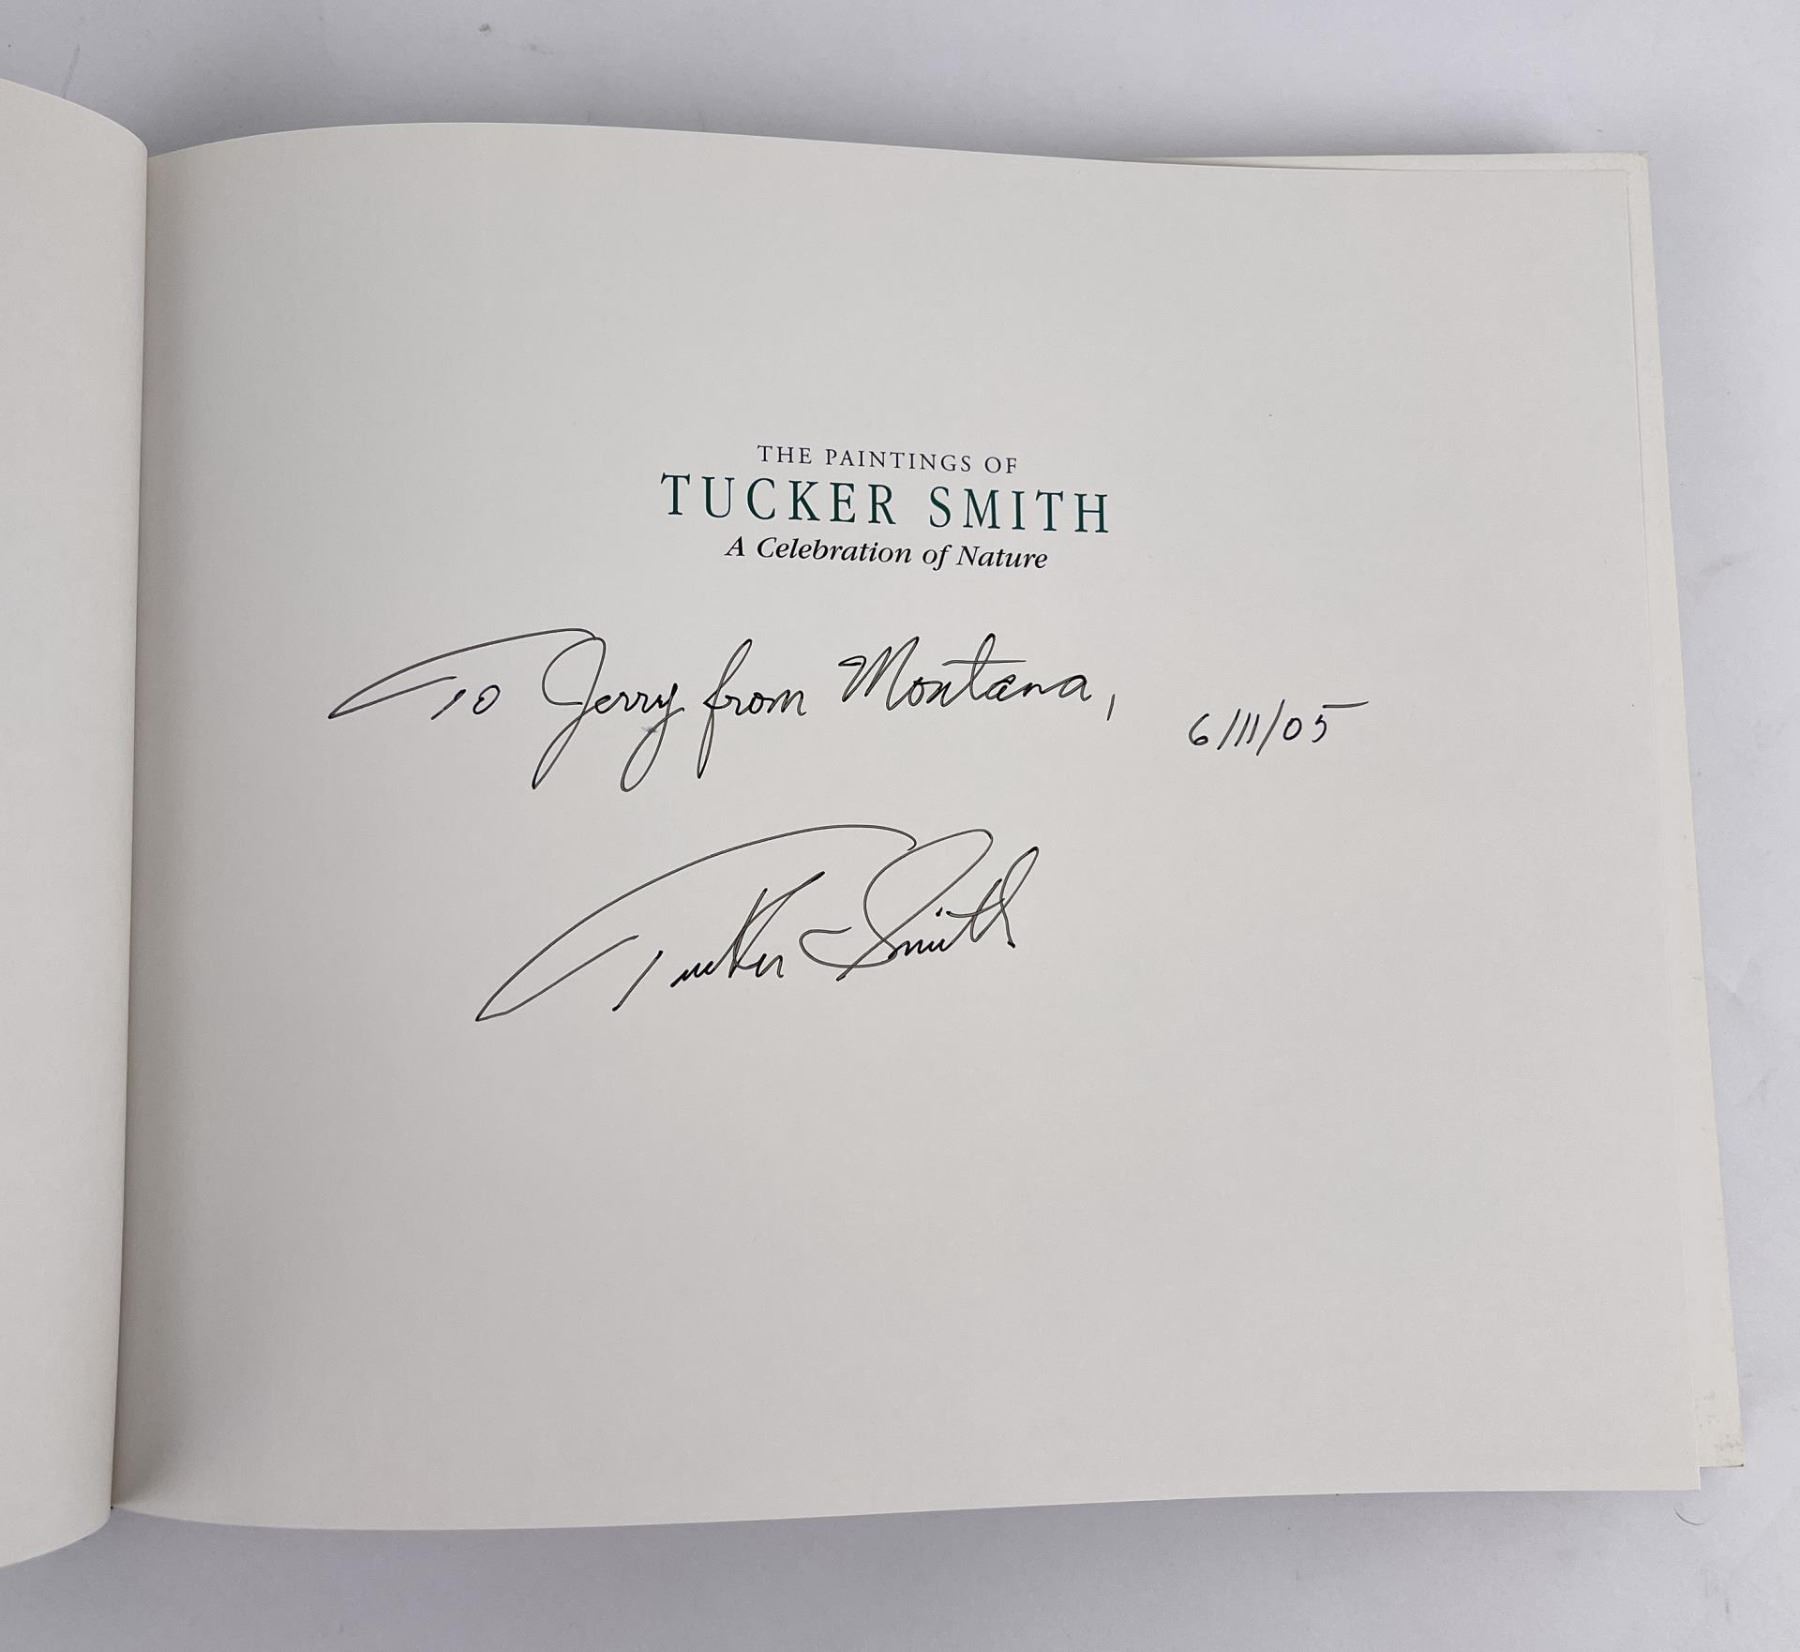 THE PAINTINGS OF
TUCKER SMITH
A Celebration of Nature
To Jerry from Montana, 6/11/05
Tucker Smith